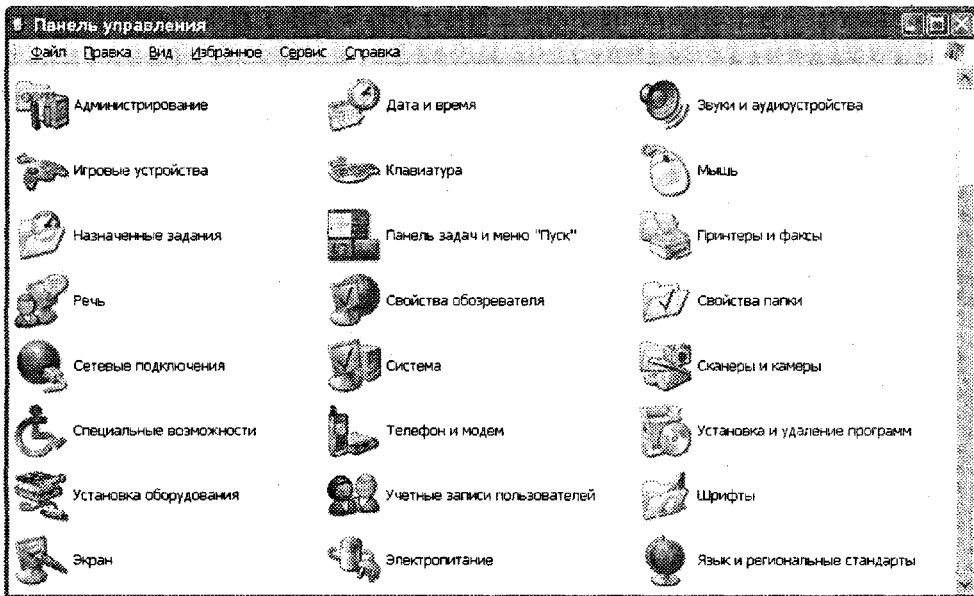 Панель управления
Файл Правка Вид Избранное Сервис Справка
Администрирование Дата и время Звуки и аудиоустройства
Игровые устройства Клавиатура Мышь
Назначенные задания Панель задач и меню "Пуск" Принтеры и факсы
Речь Свойства обозревателя Свойства папки
Сетевые подключения Система Сканеры и камеры
Специальные возможности Телефон и модем Установка и удаление программ
Установка оборудования Учетные записи пользователей Шрифты
Экран Электропитание Язык и региональные стандарты